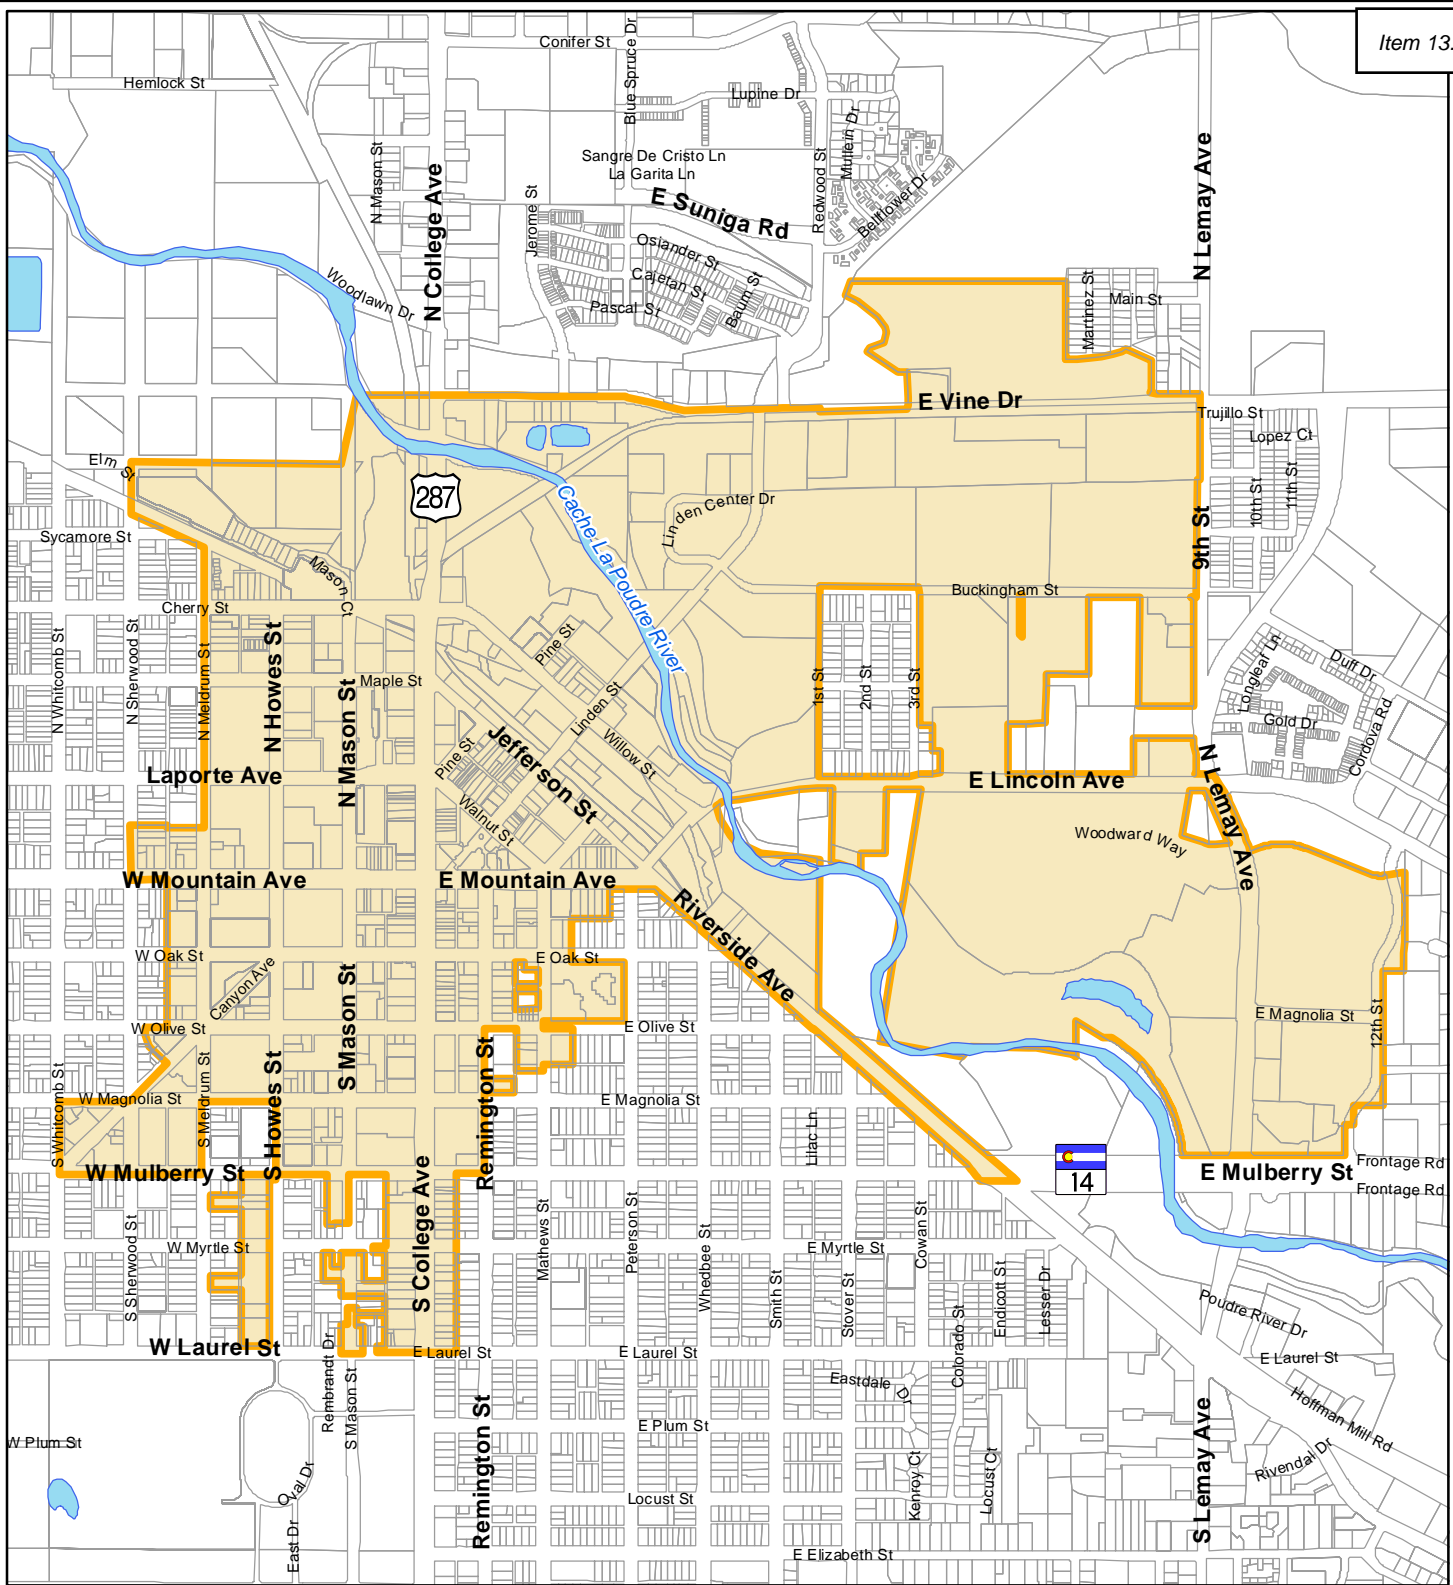 Item 13.
Conifer St
Blue Spruce Dr
Hemlock St
Lupine Dr
Mullein Dr
N Mason St
N College Ave
Sangre De Cristo Ln
La Garita Ln
Redwood St
Bellflower Dr
N Lemay Ave
Jerome St
E Suniga Rd
Osiander St
Cajetan St
Baum St
Pascal St
Woodlawn Dr
Martinez St
Main St
E Vine Dr
Trujillo St
Lopez Ct
Elm St
287
10th St
11th St
9th St
Linden Center Dr
Cache La Poudre River
Sycamore St
Mason Ct
Cherry St
Buckingham St
N Whitcomb St
N Sherwood St
N Meldrum St
N Howes St
N Mason St
Maple St
Pine St
Linden St
Willow St
Jefferson St
Pine St
Walnut St
1st St
2nd St
3rd St
Longleaf Ln
Duff Dr
Gold Dr
Cordova Rd
Laporte Ave
E Lincoln Ave
N Lemay Ave
Woodward Way
W Mountain Ave
E Mountain Ave
Riverside Ave
W Oak St
Canyon Ave
E Oak St
S Mason St
W Olive St
E Olive St
E Magnolia St
12th St
S Whitcomb St
W Magnolia St
S Meldrum St
S Howes St
Remington St
E Magnolia St
Lilac Ln
W Mulberry St
14
E Mulberry St
Frontage Rd
Frontage Rd
S Sherwood St
W Myrtle St
S College Ave
Mathews St
Peterson St
Whedbee St
Smith St
Stover St
E Myrtle St
Cowan St
Colorado St
Endicott St
Lesser Dr
Poudre River Dr
W Laurel St
Rembrandt Dr
S Mason St
E Laurel St
E Laurel St
E Laurel St
Eastdale Dr
Hoffman Mill Rd
W Plum St
Remington St
E Plum St
S Lemay Ave
Rivendal Dr
Oval Dr
East Dr
Locust St
Kenroy Ct
Locust Ct
E Elizabeth St